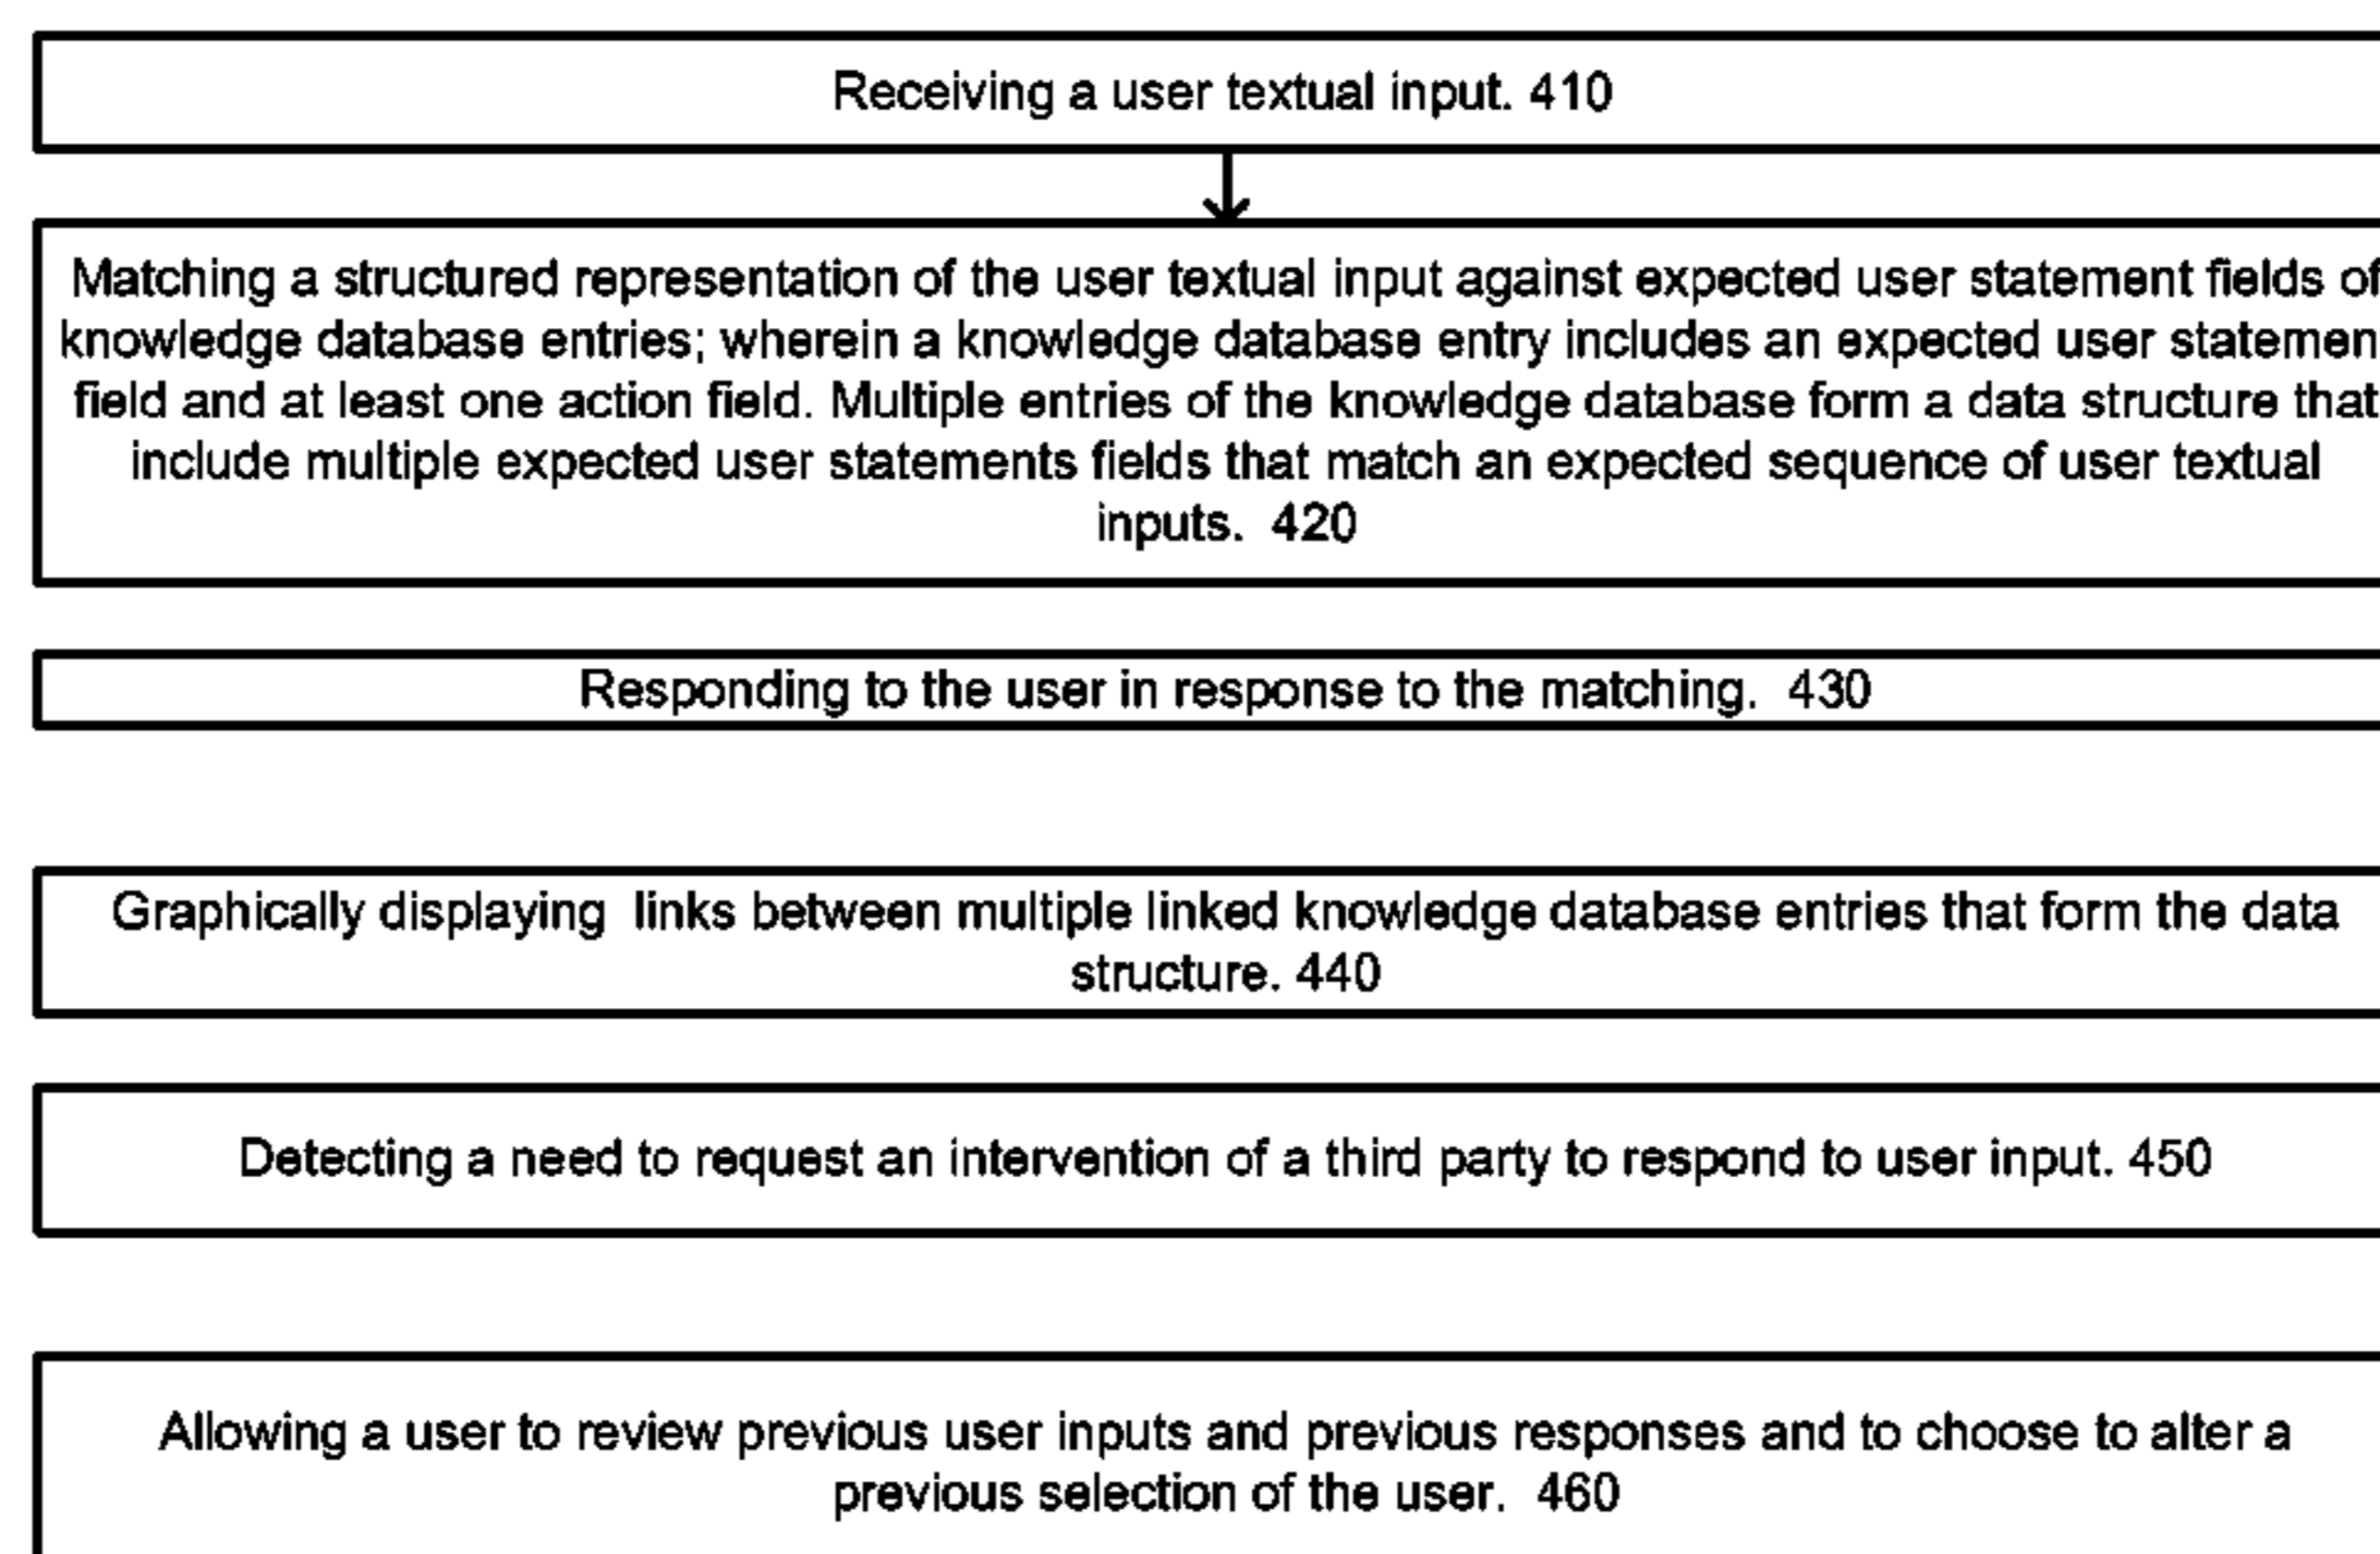 Receiving a user textual input. 410
Matching a structured representation of the user textual input against expected user statement fields of
knowledge database entries; wherein a knowledge database entry includes an expected user statemen
field and at least one action field. Multiple entries of the knowledge database form a data structure that
include multiple expected user statements fields that match an expected sequence of user textual
inputs. 420
Responding to the user in response to the matching. 430
Graphically displaying links between multiple linked knowledge database entries that form the data
structure. 440
Detecting a need to request an intervention of a third party to respond to user input. 450
Allowing a user to review previous user inputs and previous responses and to choose to alter a
previous selection of the user. 460